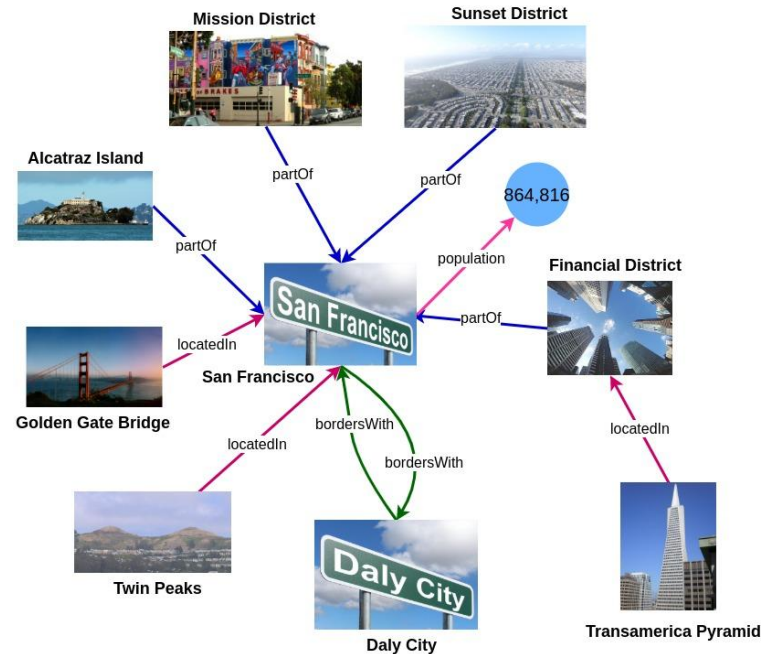 Mission District
Sunset District
BRAKES
Alcatraz Island
partOf
partOf
partOf
864,816
population
Financial District
San Francisco
partOf
locatedIn
San Francisco
Golden Gate Bridge
locatedIn
bordersWith
bordersWith
locatedIn
Twin Peaks
Daly City
Daly City
Transamerica Pyramid